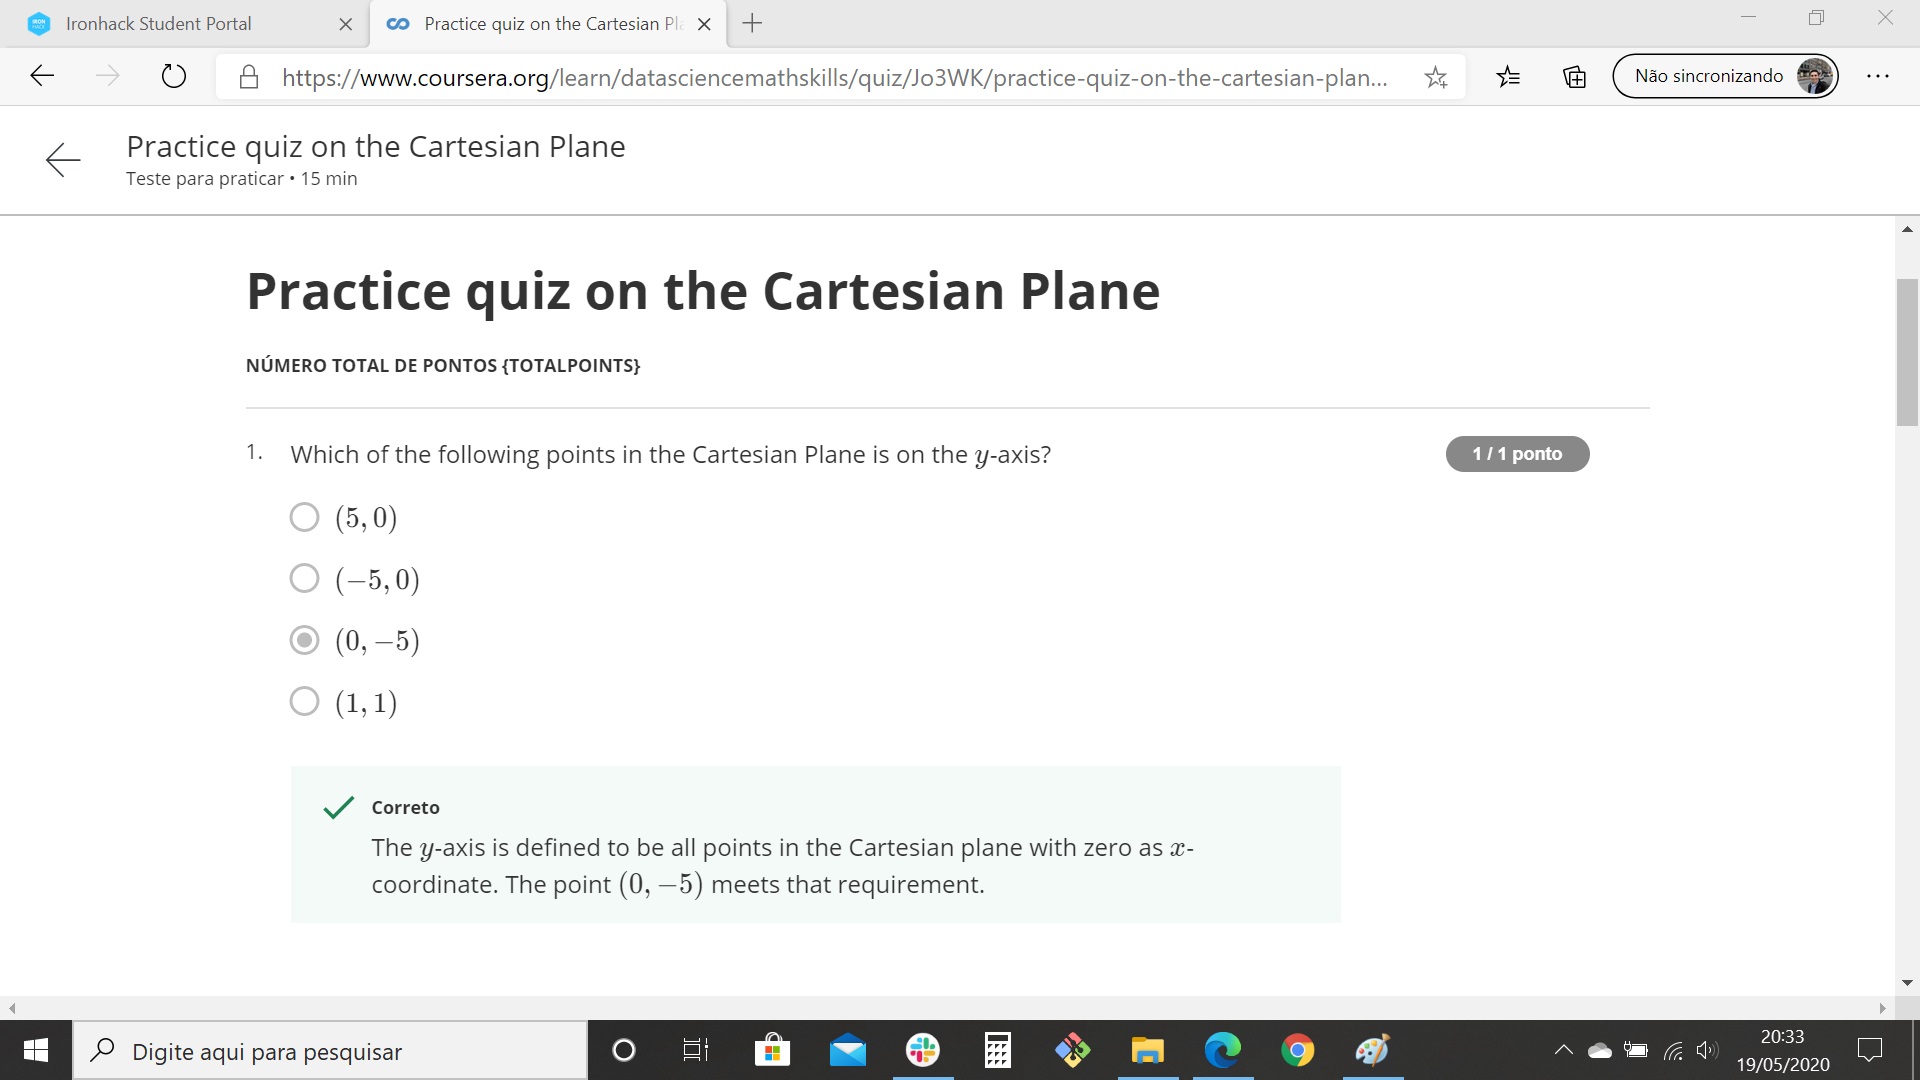 Ironhack Student Portal
Practice quiz on the Cartesian Pla
https://www.coursera.org/learn/datasciencemathskills/quiz/Jo3WK/practice-quiz-on-the-cartesian-plan...
Não sincronizando
Practice quiz on the Cartesian Plane
Teste para praticar • 15 min
Practice quiz on the Cartesian Plane
NÚMERO TOTAL DE PONTOS {TOTALPOINTS}
1. Which of the following points in the Cartesian Plane is on the y-axis?
1 / 1 ponto
(5, 0)
(−5, 0)
(0, −5)
(1, 1)
Correto
The y-axis is defined to be all points in the Cartesian plane with zero as x-
coordinate. The point (0, −5) meets that requirement.
Digite aqui para pesquisar
20:33
19/05/2020